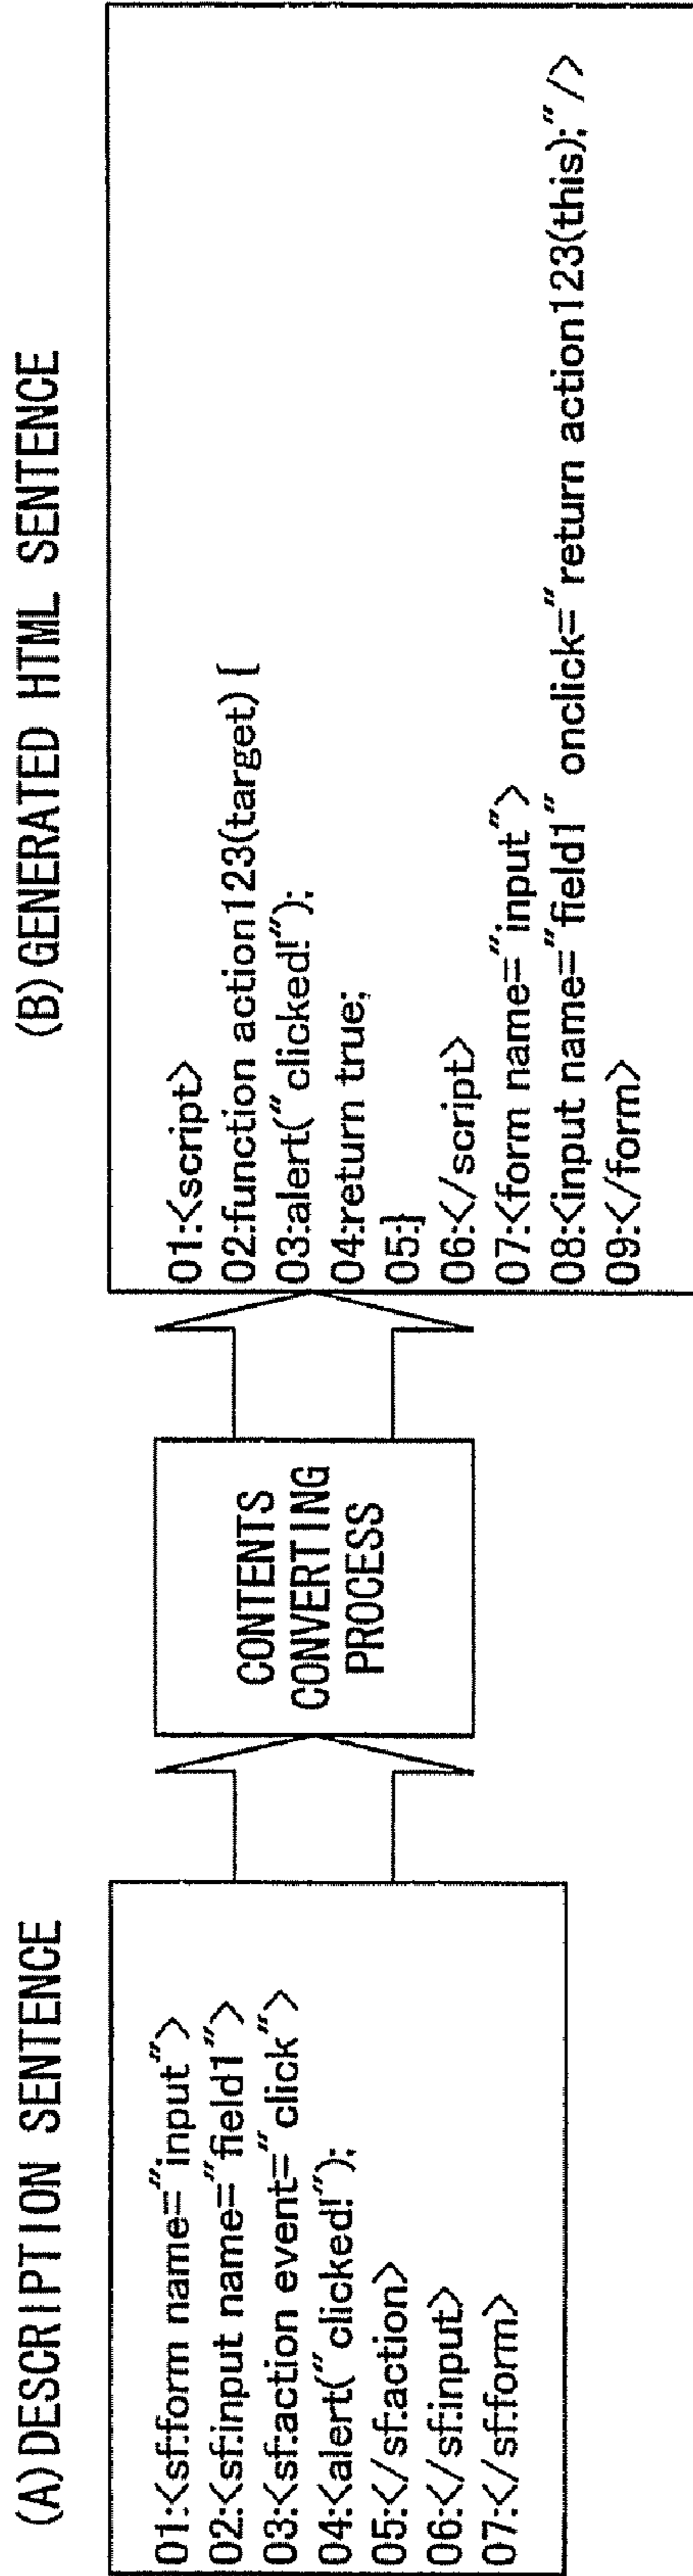 (A) DESCRIPTION SENTENCE
01:<sf:form name="input">
02:<sf:input name="field1">
03:<sf:action event="click">
04:<alert("clicked!");
05:</sf:action>
06:</sf:input>
07:</sf:form>
CONTENTS
CONVERTING
PROCESS
(B) GENERATED HTML SENTENCE
01:<script>
02:function action123(target) {
03:alert("clicked!");
04:return true;
05:}
06:</script>
07:<form name="input">
08:<input name="field1" onclick="return action123(this);"/>
09:</form>